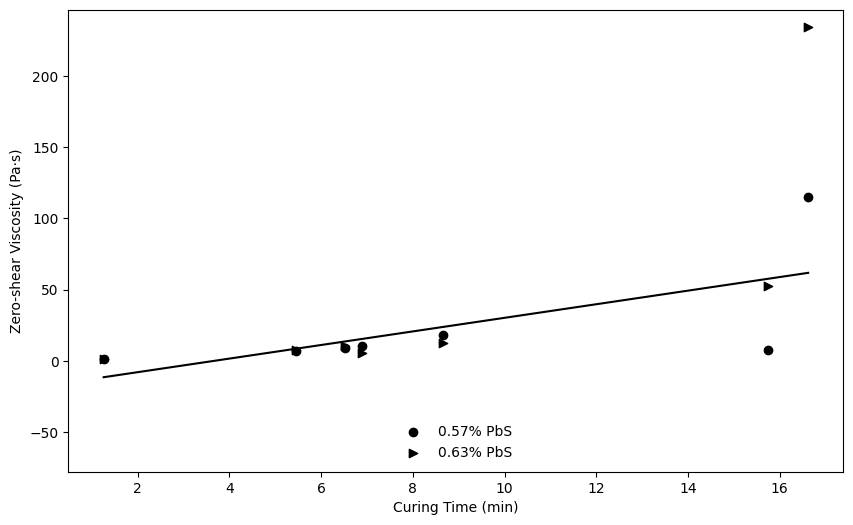 Zero-shear Viscosity (Pa·s)
200
150
100
50
0
−50
0.57% PbS
0.63% PbS
2 4 6 8 10 12 14 16
Curing Time (min)